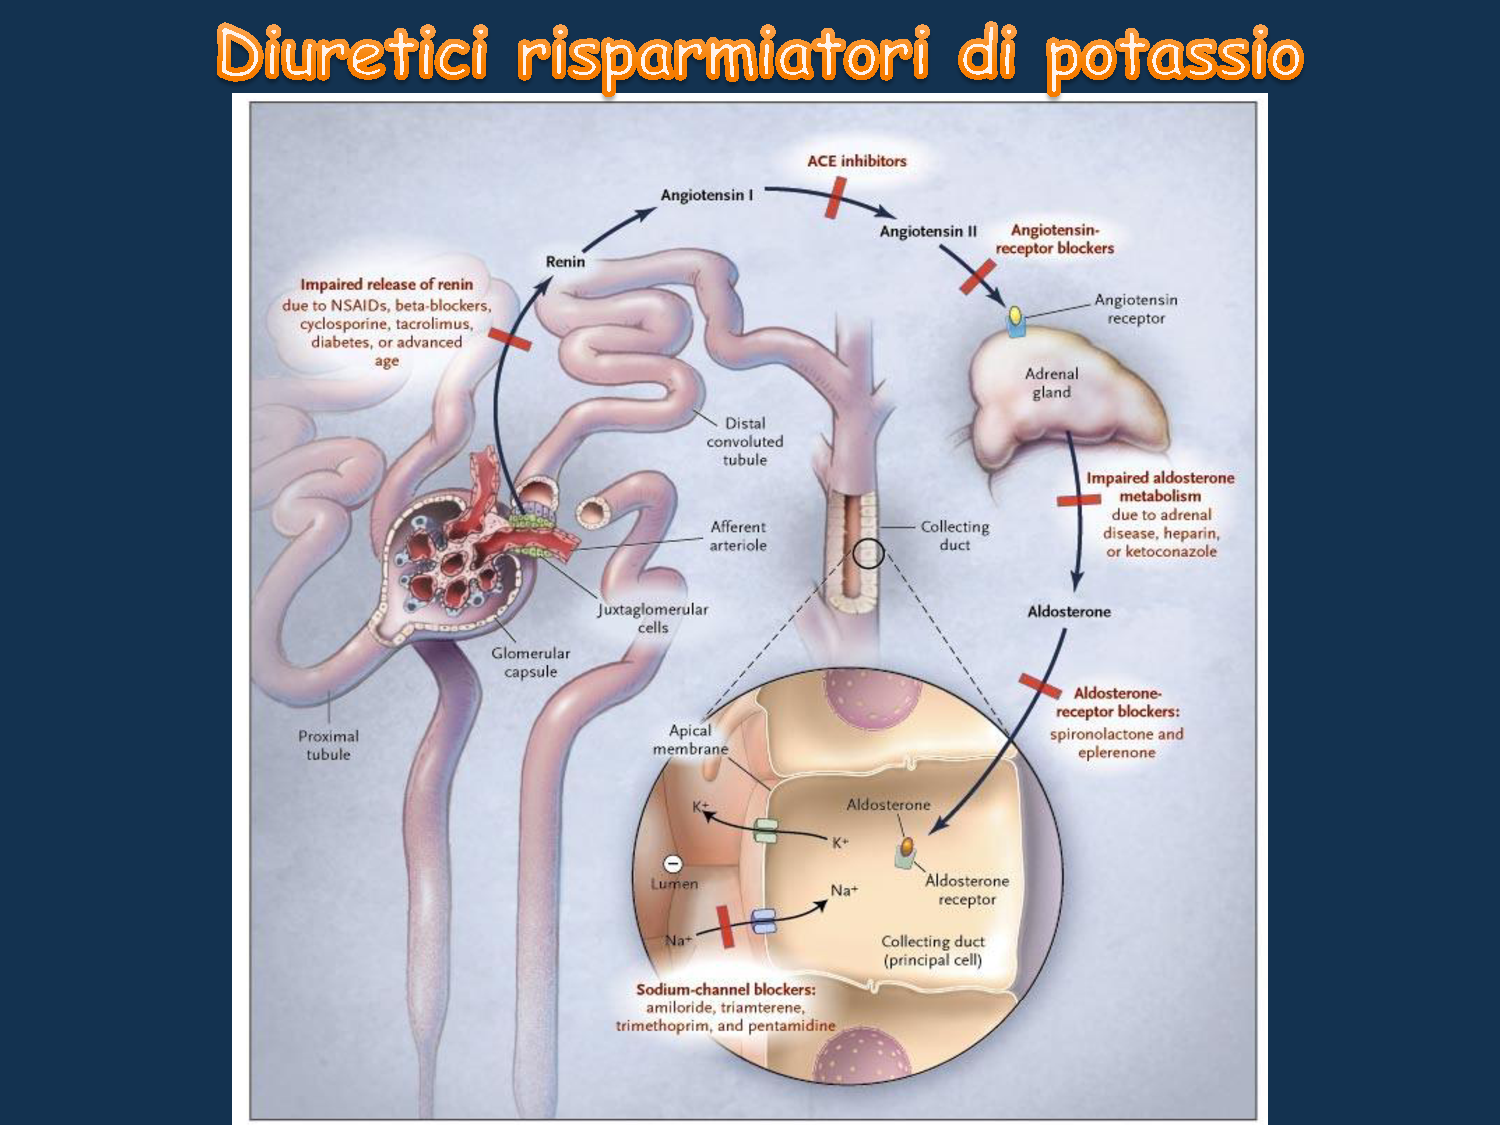 Diuretici risparmiatori di potassio
ACE inhibitors
Angiotensin I
Angiotensin II
Angiotensin-
receptor blockers
Renin
Impaired release of renin
due to NSAIDs, beta-blockers,
cyclosporine, tacrolimus,
diabetes, or advanced
age
Angiotensin
receptor
Adrenal
gland
Distal
convoluted
tubule
Impaired aldosterone
metabolism
due to adrenal
disease, heparin,
or ketoconazole
Afferent
arteriole
Collecting
duct
Juxtaglomerular
cells
Aldosterone
Glomerular
capsule
Proximal
tubule
Aldosterone-
receptor blockers:
spironolactone and
eplerenone
Apical
membrane
K+
Aldosterone
K+
−
Lumen
Aldosterone
receptor
Na+
Na+
Collecting duct
(principal cell)
Sodium-channel blockers:
amiloride, triamterene,
trimethoprim, and pentamidine